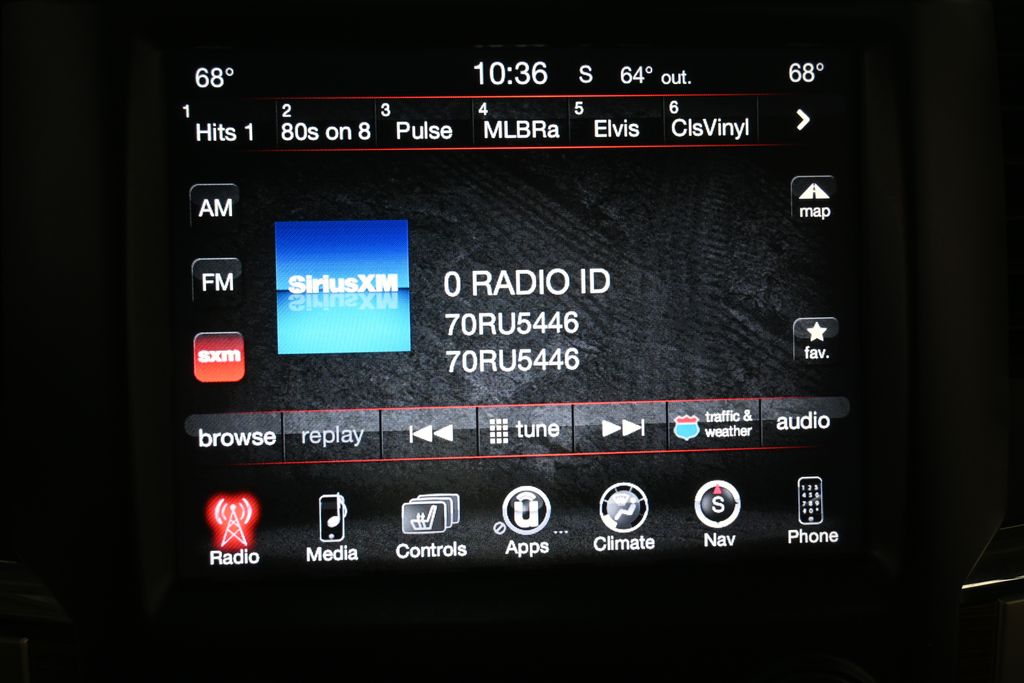 68° 10:36 S 64° out. 68°
1 Hits 1 2 80s on 8 3 Pulse 4 MLBRa 5 Elvis 6 ClsVinyl
AM
map
FM
SiriusXM
0 RADIO ID
70RU5446
70RU5446
sxm
fav.
browse replay tune traffic & weather audio
S
Radio Media Controls Apps Climate Nav Phone